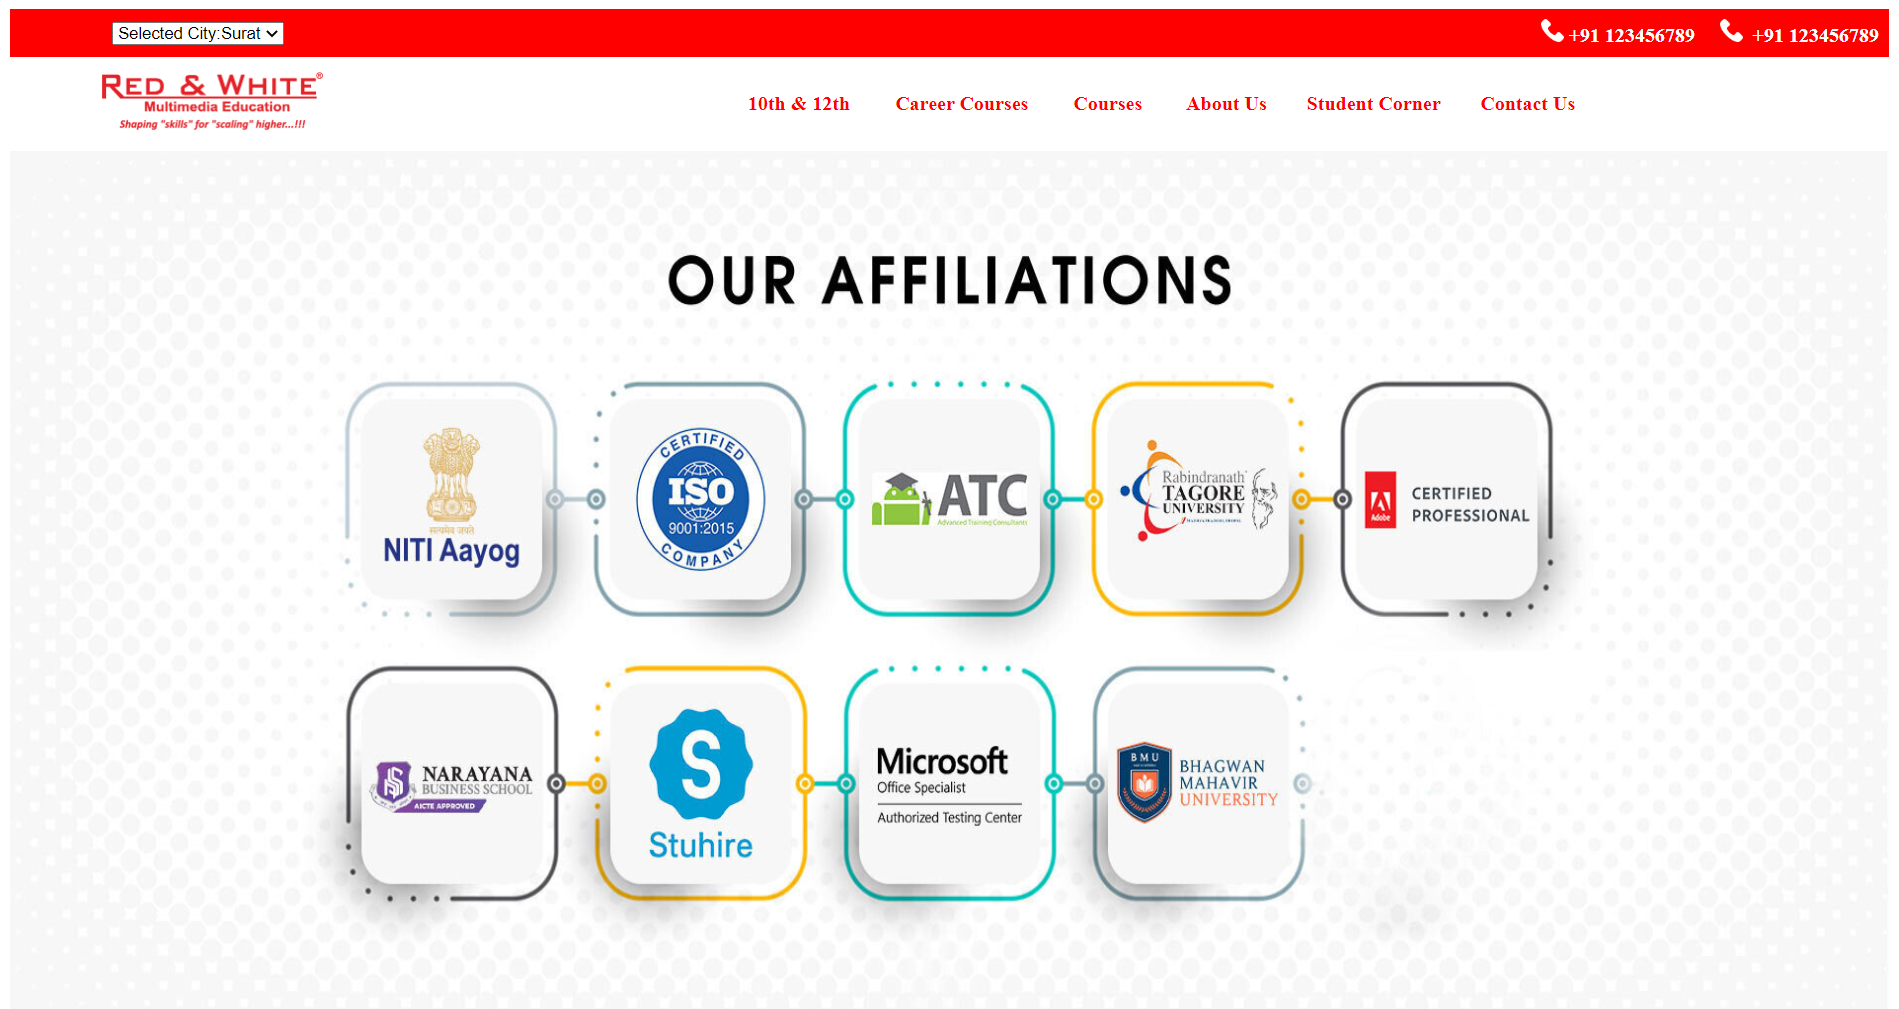 Selected City:Surat
+91 123456789
+91 123456789
RED & WHITE®
Multimedia Education
Shaping "skills" for "scaling" higher...!!!
10th & 12th
Career Courses
Courses
About Us
Student Corner
Contact Us
OUR AFFILIATIONS
सत्यमेव जयते
NITI Aayog
CERTIFIED
ISO
9001:2015
COMPANY
ATC
Advanced Training Consultants
Rabindranath
TAGORE
UNIVERSITY
Adobe
CERTIFIED
PROFESSIONAL
NARAYANA
BUSINESS SCHOOL
AICTE APPROVED
S
Stuhire
Microsoft
Office Specialist
Authorized Testing Center
BMU
BHAGWAN
MAHAVIR
UNIVERSITY